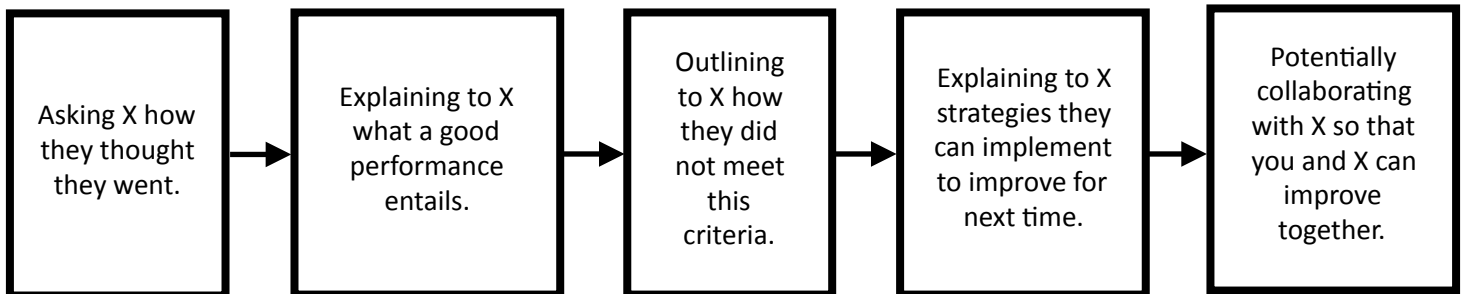 Asking X how
they thought
they went.
Explaining to X
what a good
performance
entails.
Outlining
to X how
they did
not meet
this
criteria.
Explaining to X
strategies they
can implement
to improve for
next time.
Potentially
collaborating
with X so that
you and X can
improve
together.